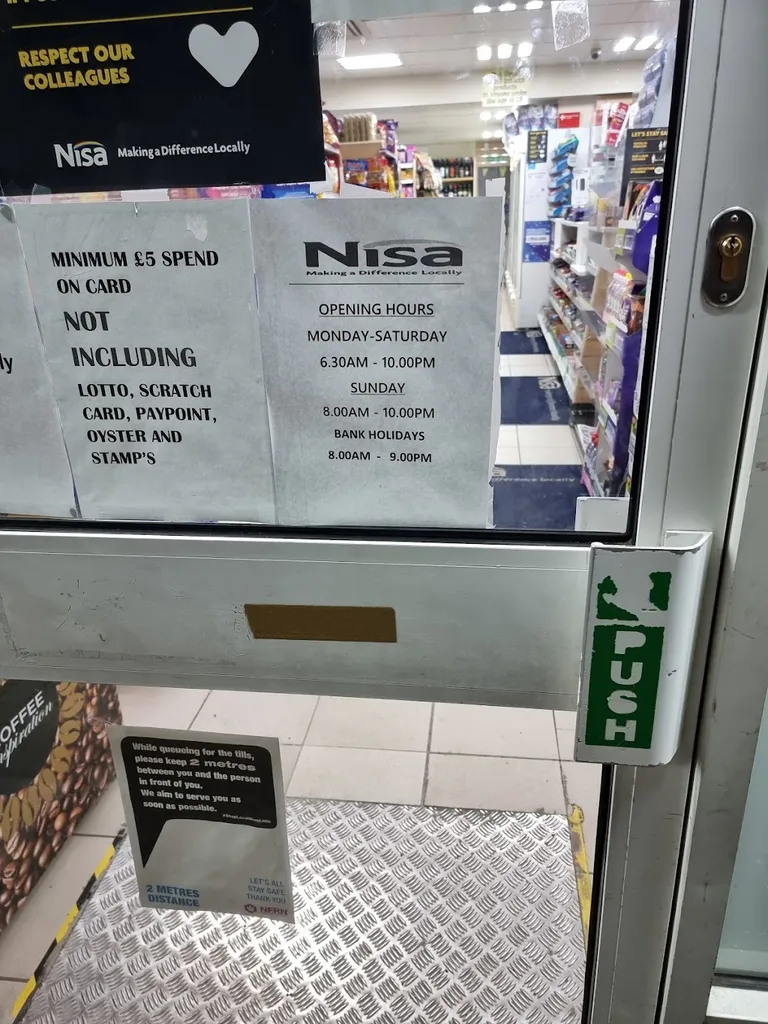 RESPECT OUR
COLLEAGUES
Nisa Making a Difference Locally
MINIMUM £5 SPEND
ON CARD
NOT
INCLUDING
LOTTO, SCRATCH
CARD, PAYPOINT,
OYSTER AND
STAMP'S
Nisa
Making a Difference Locally
OPENING HOURS
MONDAY-SATURDAY
6.30AM - 10.00PM
SUNDAY
8.00AM - 10.00PM
BANK HOLIDAYS
8.00AM - 9.00PM
PUSH
While queueing for the tills,
please keep 2 metres
between you and the person
in front of you.
We aim to serve you as
soon as possible.
2 METRES
DISTANCE
LET'S ALL
STAY SAFE
THANK YOU
NFRN